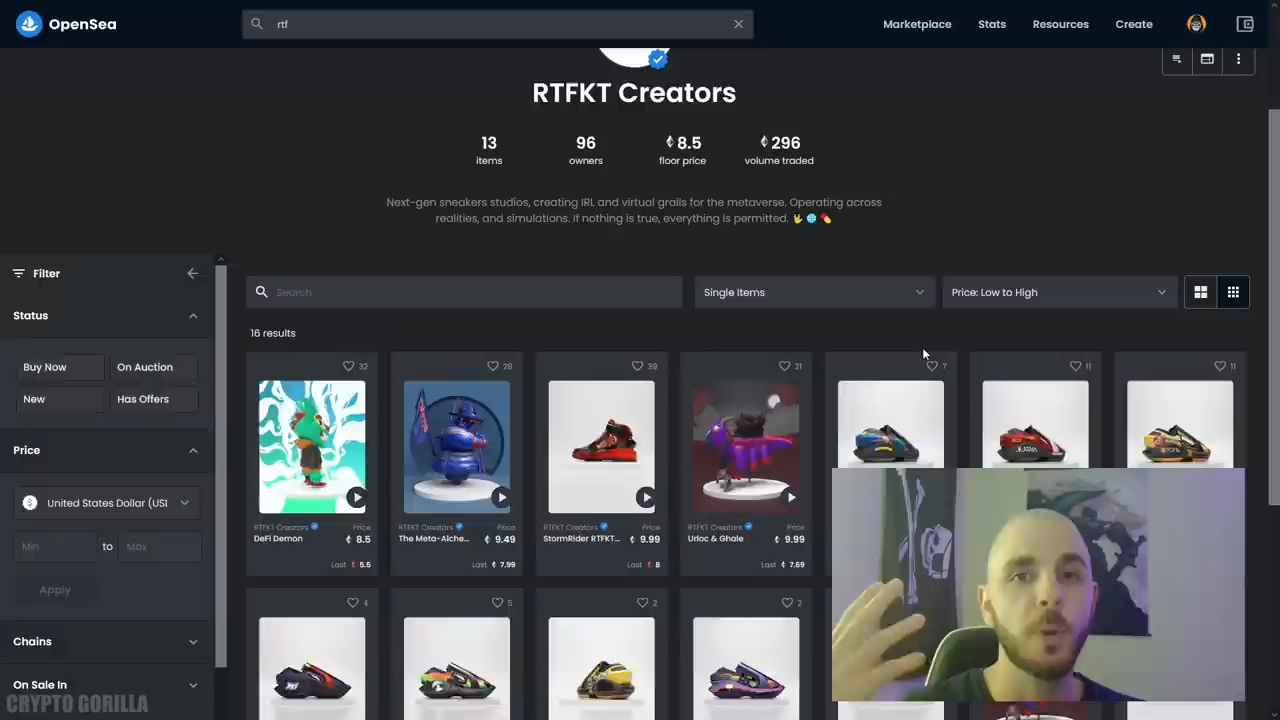 OpenSea
rtf
Marketplace
Stats
Resources
Create
RTFKT Creators
13
96
8.5
296
items
owners
floor price
volume traded
Next-gen sneakers studios, creating IRL and virtual grails for the metaverse. Operating across
realities, and simulations. If nothing is true, everything is permitted. 🤟 🌐 💊
Filter
Search
Single Items
Price: Low to High
Status
16 results
Buy Now
On Auction
New
Has Offers
32
28
39
21
7
11
11
Price
United States Dollar (USI
Min
to
Max
Apply
RTFKT Creators
Price
DeFi Demon
8.5
Last
5.5
RTFKT Creators
Price
The Meta-Alche...
9.49
Last
7.99
RTFKT Creators
Price
StormRider RTFKT...
9.99
Last
8
RTFKT Creators
Price
Urloc & Ghale
9.99
Last
7.69
4
5
2
2
Chains
On Sale In
CRYPTO GORILLA